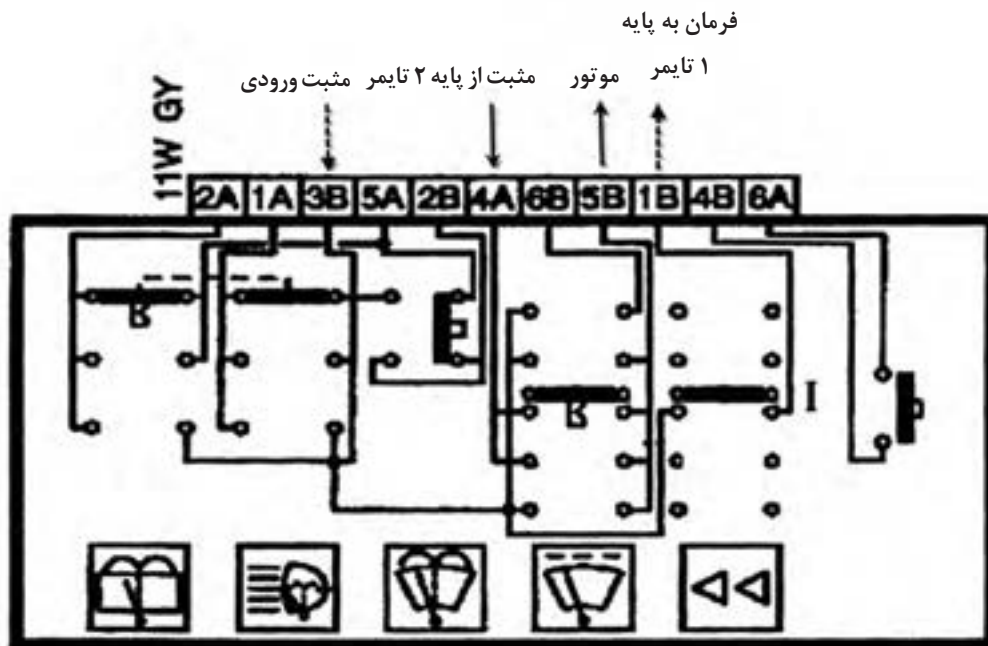 فرمان به پایه
۱ تایمر
مثبت ورودی
مثبت از پایه ۲ تایمر
موتور
11W GY
2A 1A 3B 5A 2B 4A 6B 5B 1B 4B 6A
I